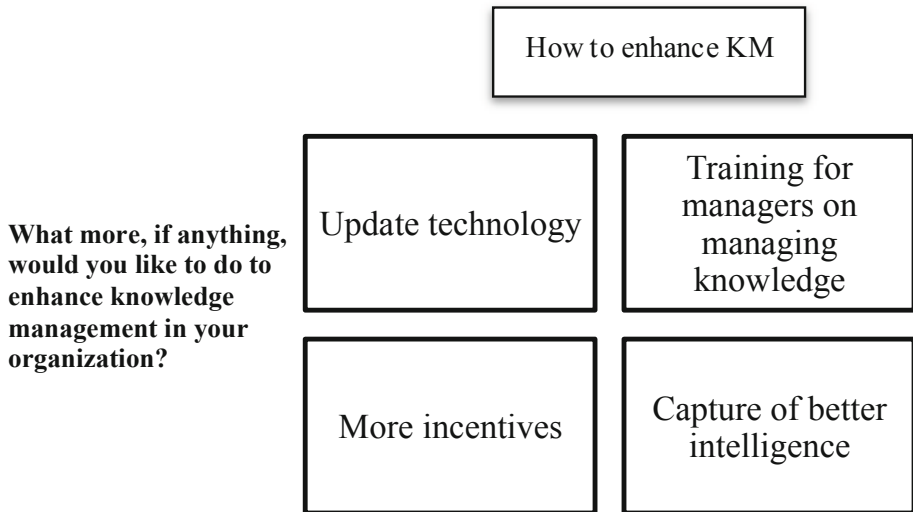 How to enhance KM
What more, if anything,
would you like to do to
enhance knowledge
management in your
organization?
Update technology
Training for
managers on
managing
knowledge
More incentives
Capture of better
intelligence